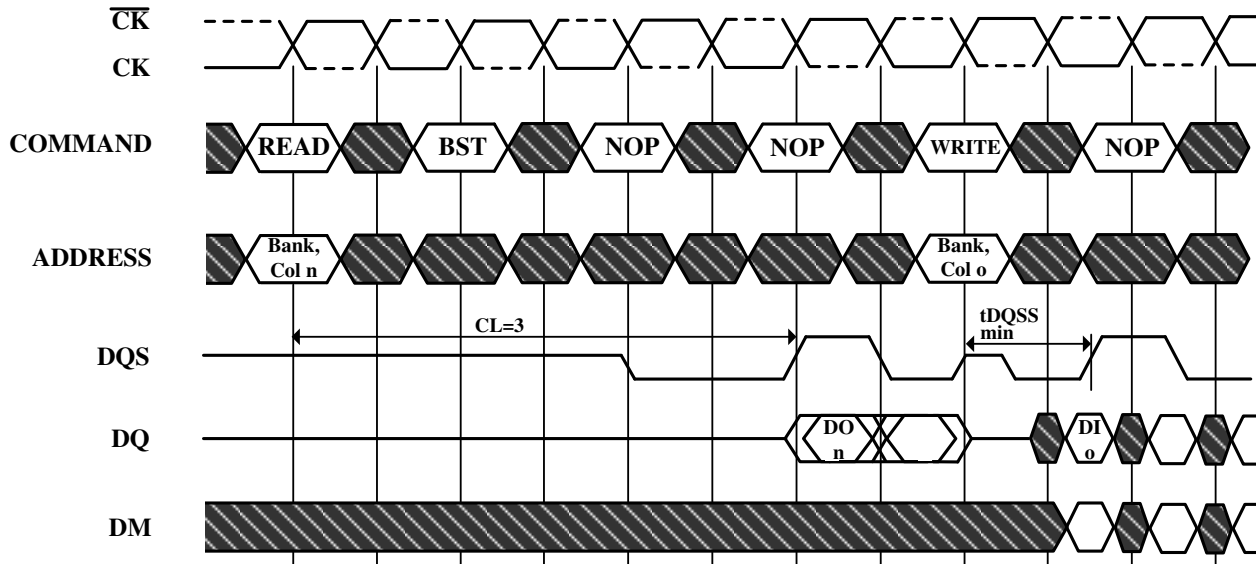 C̅K̅
CK
COMMAND
READ
BST
NOP
NOP
WRITE
NOP
ADDRESS
Bank,
Col n
Bank,
Col o
DQS
CL=3
tDQSS
min
DQ
DO
n
DI
o
DM